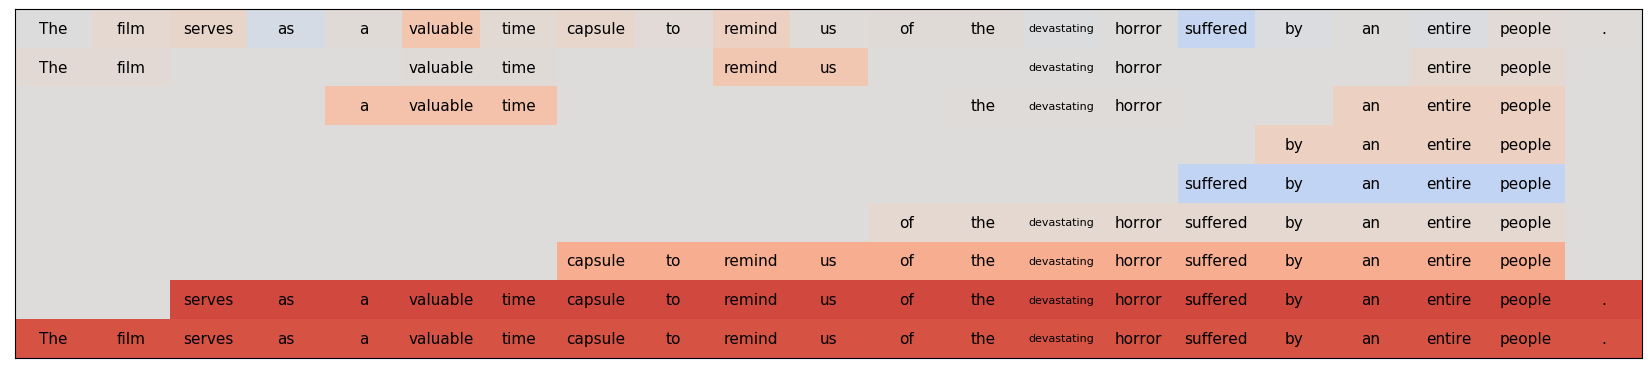 The film serves as a valuable time capsule to remind us of the devastating horror suffered by an entire people .
The film valuable time remind us devastating horror entire people
a valuable time the devastating horror an entire people
by an entire people
suffered by an entire people
of the devastating horror suffered by an entire people
capsule to remind us of the devastating horror suffered by an entire people
serves as a valuable time capsule to remind us of the devastating horror suffered by an entire people .
The film serves as a valuable time capsule to remind us of the devastating horror suffered by an entire people .